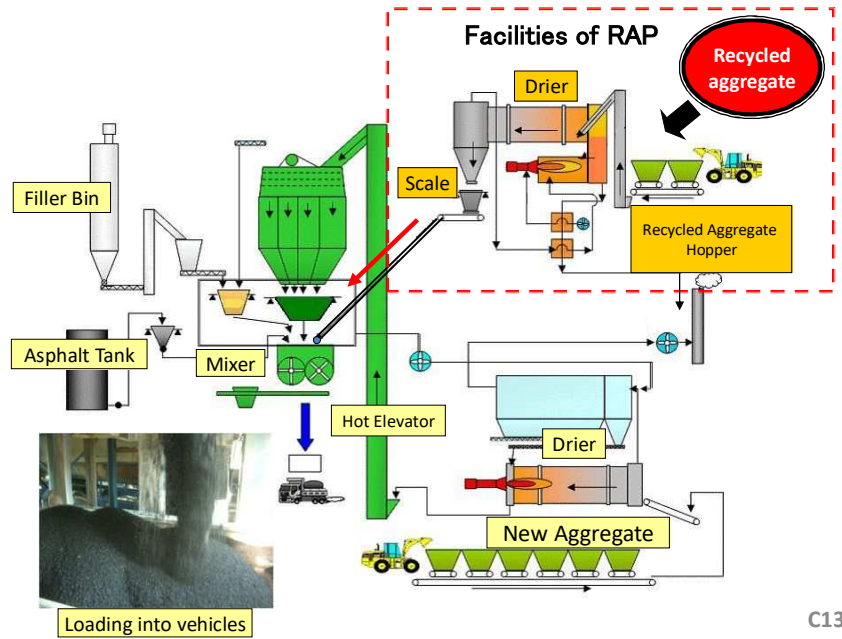 Facilities of RAP
Recycled
aggregate
Drier
Filler Bin
Scale
Recycled Aggregate
Hopper
Asphalt Tank
Mixer
Hot Elevator
Drier
New Aggregate
Loading into vehicles
C13